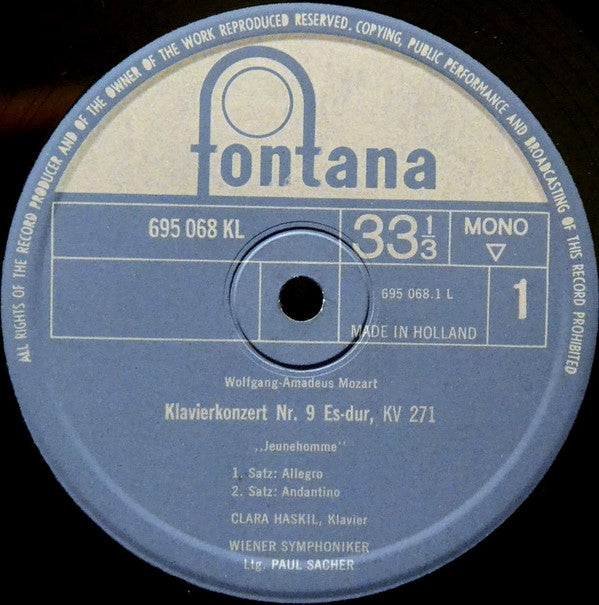 ALL RIGHTS OF THE RECORD PRODUCER AND OF THE OWNER OF THE WORK REPRODUCED RESERVED. COPYING, PUBLIC PERFORMANCE AND BROADCASTING OF THIS RECORD PROHIBITED
fontana
695 068 KL
33 1/3
MONO
695 068.1 L
1
MADE IN HOLLAND
Wolfgang-Amadeus Mozart
Klavierkonzert Nr. 9 Es-dur, KV 271
„Jeunehomme"
1. Satz: Allegro
2. Satz: Andantino
CLARA HASKIL, Klavier
WIENER SYMPHONIKER
Ltg. PAUL SACHER